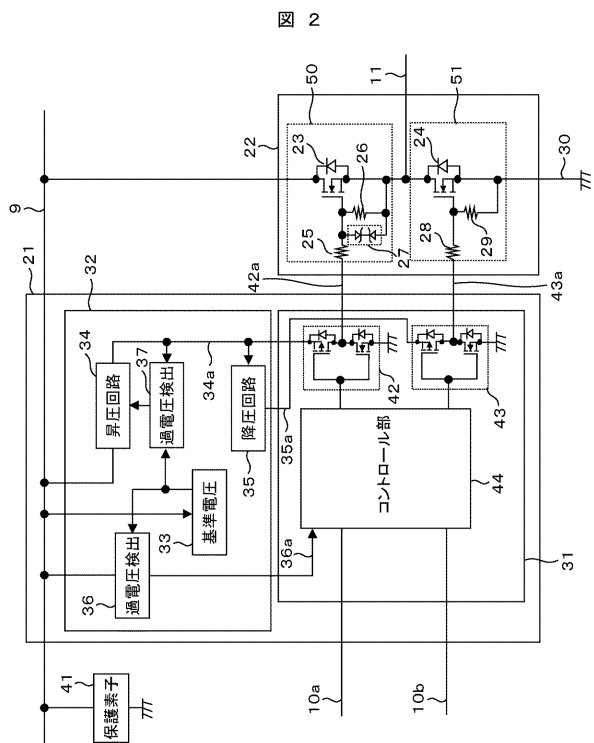 図 2
9
21
32
34
昇圧回路
37
過電圧検出
34a
35
降圧回路
35a
36
過電圧検出
33
基準電圧
36a
41
保護素子
22
50
23
26
25
27
42a
11
51
24
30
28
29
43a
42
43
コントロール部
44
31
10a
10b